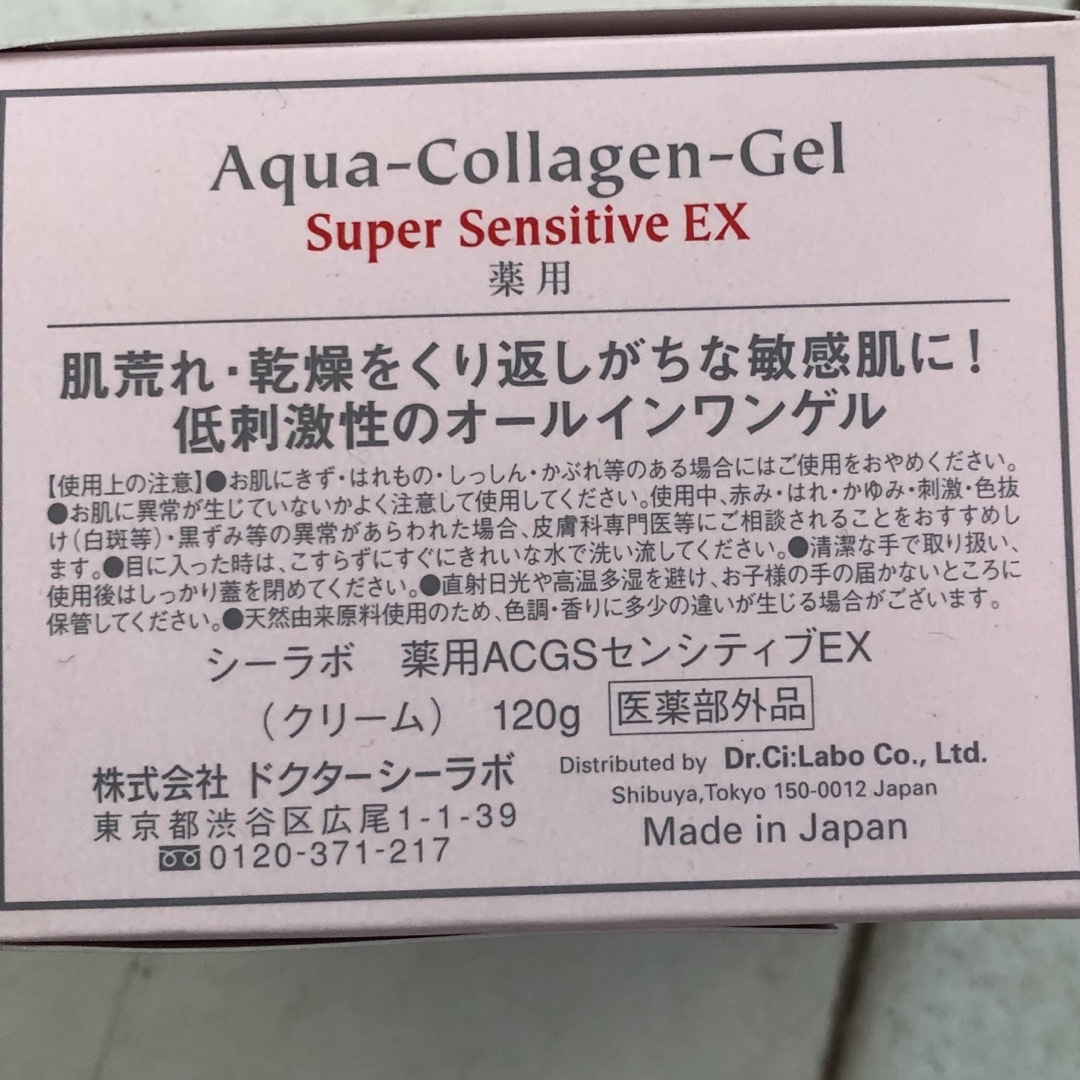 Aqua-Collagen-Gel
Super Sensitive EX
薬用
肌荒れ・乾燥をくり返しがちな敏感肌に！
低刺激性のオールインワンゲル
【使用上の注意】●お肌にきず・はれもの・しっしん・かぶれ等のある場合にはご使用をおやめください。
●お肌に異常が生じていないかよく注意して使用してください。使用中、赤み・はれ・かゆみ・刺激・色抜
け（白斑等）・黒ずみ等の異常があらわれた場合、皮膚科専門医等にご相談されることをおすすめし
ます。●目に入った時は、こすらずにすぐにきれいな水で洗い流してください。●清潔な手で取り扱い、
使用後はしっかり蓋を閉めてください。●直射日光や高温多湿を避け、お子様の手の届かないところに
保管してください。●天然由来原料使用のため、色調・香りに多少の違いが生じる場合がございます。
シーラボ　薬用ACGSセンシティブEX
（クリーム）　120g 医薬部外品
株式会社 ドクターシーラボ
東京都渋谷区広尾1-1-39
0120-371-217
Distributed by Dr.Ci:Labo Co., Ltd.
Shibuya,Tokyo 150-0012 Japan
Made in Japan